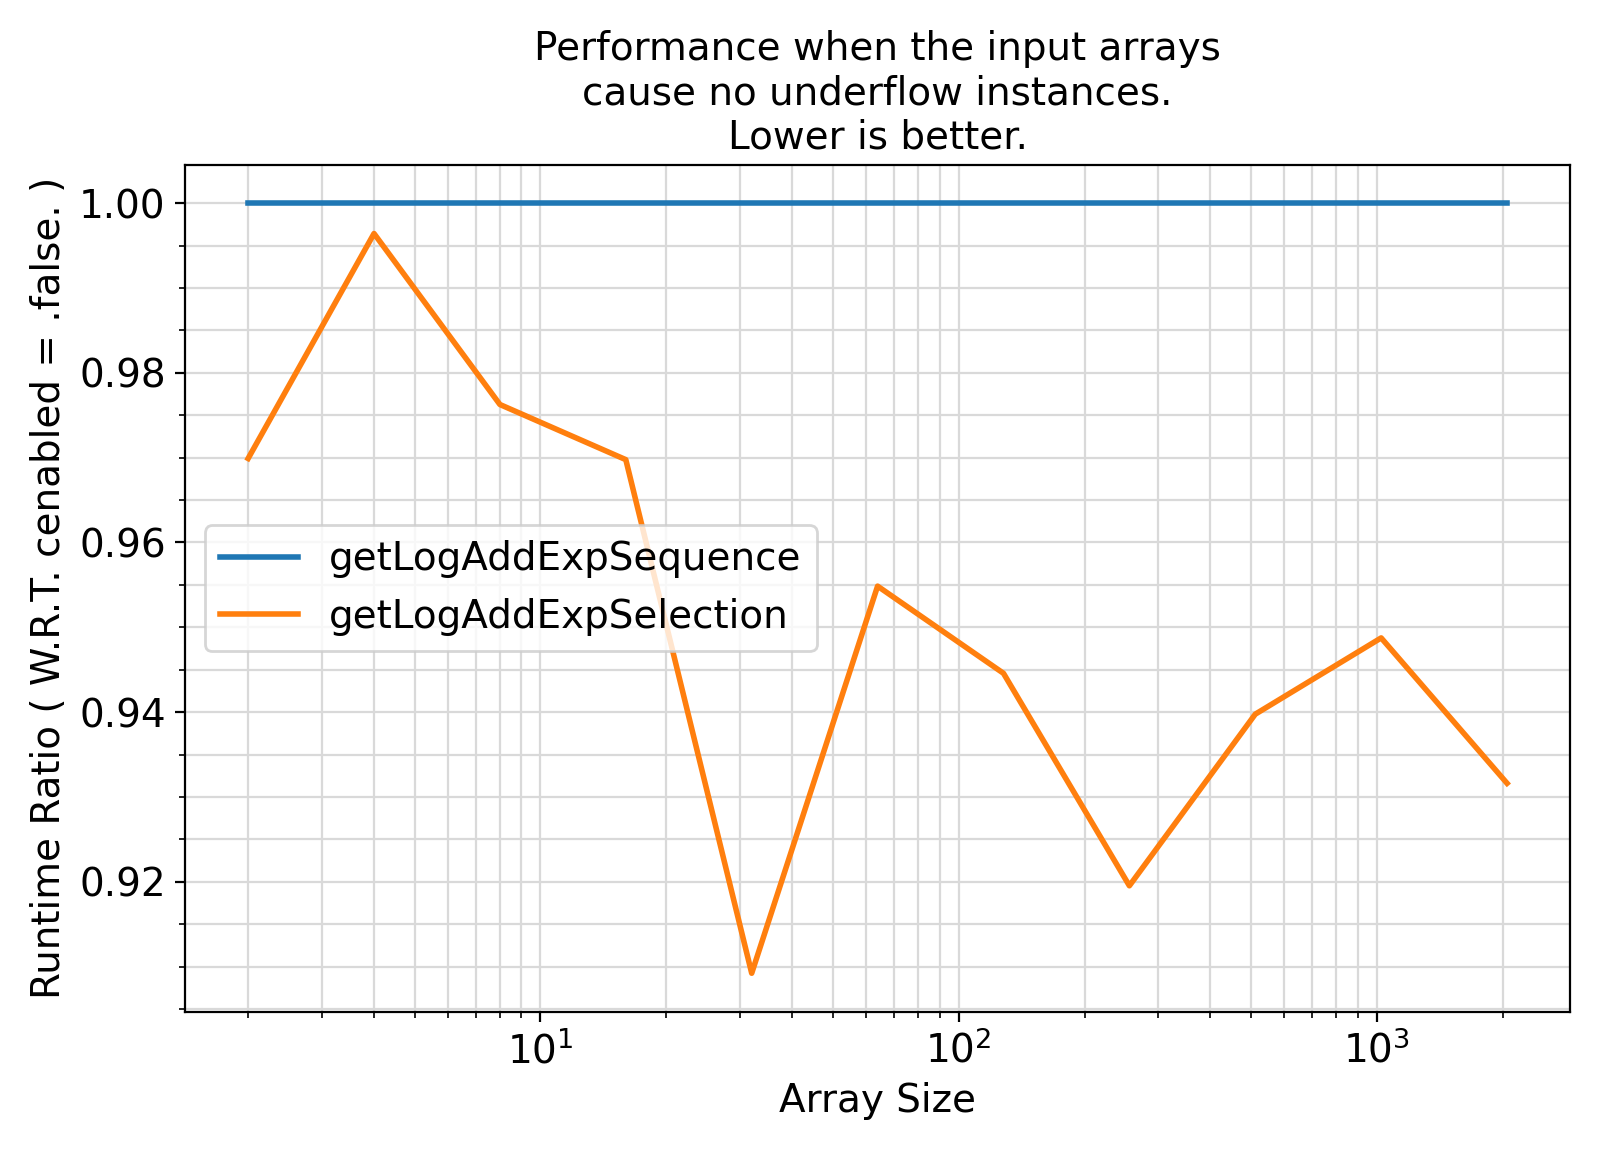 Performance when the input arrays
cause no underflow instances.
Lower is better.
Runtime Ratio ( W.R.T. cenabled = .false. )
1.00
0.98
0.96
0.94
0.92
getLogAddExpSequence
getLogAddExpSelection
10¹
10²
10³
Array Size